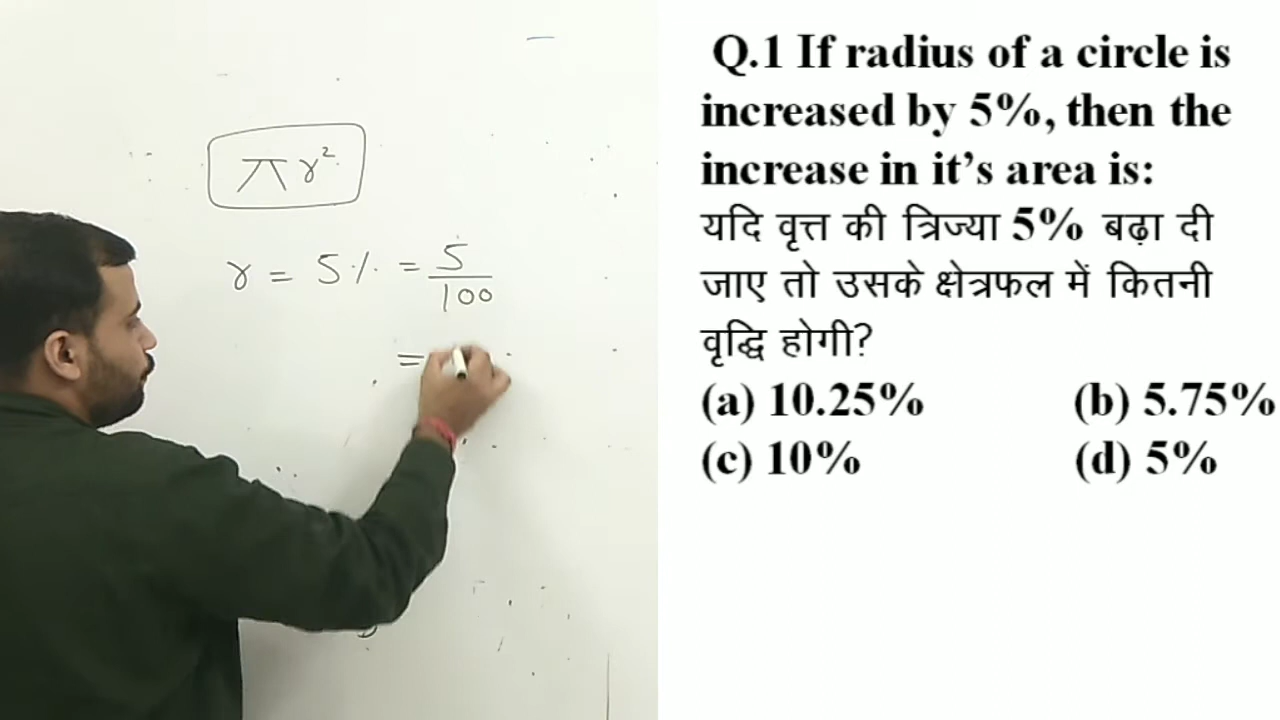 πr²
r = 5% = 5/100
=
Q.1 If radius of a circle is
increased by 5%, then the
increase in it’s area is:
यदि वृत्त की त्रिज्या 5% बढ़ा दी
जाए तो उसके क्षेत्रफल में कितनी
वृद्धि होगी?
(a) 10.25% (b) 5.75%
(c) 10% (d) 5%